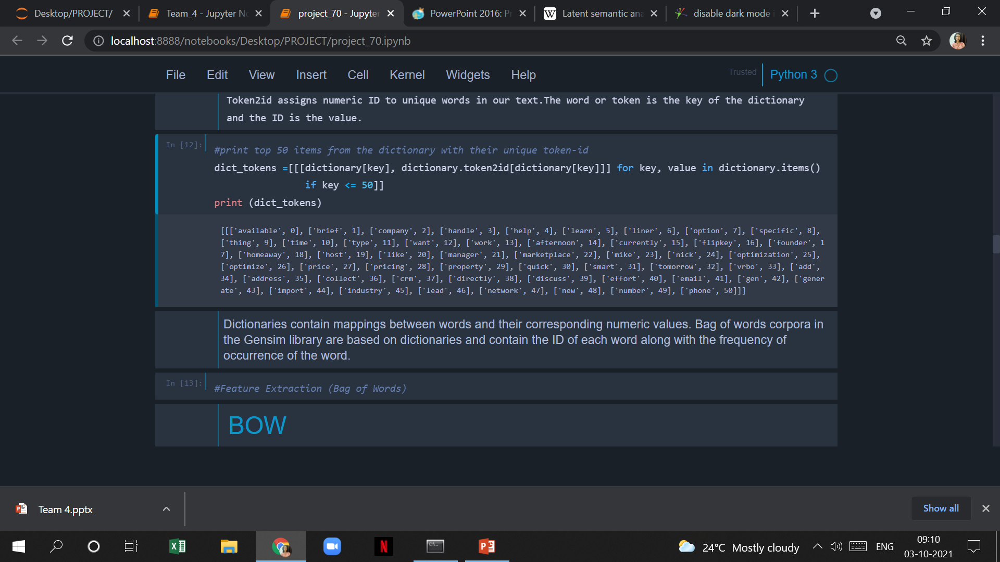 Desktop/PROJECT/
Team_4 - Jupyter No
project_70 - Jupyter
PowerPoint 2016: Pr
W
Latent semantic ana
disable dark mode i
localhost:8888/notebooks/Desktop/PROJECT/project_70.ipynb
File Edit View Insert Cell Kernel Widgets Help
Trusted
Python 3
Token2id assigns numeric ID to unique words in our text.The word or token is the key of the dictionary
and the ID is the value.
In [12]:
#print top 50 items from the dictionary with their unique token-id
dict_tokens =[[[dictionary[key], dictionary.token2id[dictionary[key]]] for key, value in dictionary.items()
if key <= 50]]
print (dict_tokens)
[[['available', 0], ['brief', 1], ['company', 2], ['handle', 3], ['help', 4], ['learn', 5], ['liner', 6], ['option', 7], ['specific', 8],
['thing', 9], ['time', 10], ['type', 11], ['want', 12], ['work', 13], ['afternoon', 14], ['currently', 15], ['flipkey', 16], ['founder', 1
7], ['homeaway', 18], ['host', 19], ['like', 20], ['manager', 21], ['marketplace', 22], ['mike', 23], ['nick', 24], ['optimization', 25],
['optimize', 26], ['price', 27], ['pricing', 28], ['property', 29], ['quick', 30], ['smart', 31], ['tomorrow', 32], ['vrbo', 33], ['add',
34], ['address', 35], ['collect', 36], ['crm', 37], ['directly', 38], ['discuss', 39], ['effort', 40], ['email', 41], ['gen', 42], ['gener
ate', 43], ['import', 44], ['industry', 45], ['lead', 46], ['network', 47], ['new', 48], ['number', 49], ['phone', 50]]]
Dictionaries contain mappings between words and their corresponding numeric values. Bag of words corpora in
the Gensim library are based on dictionaries and contain the ID of each word along with the frequency of
occurrence of the word.
In [13]:
#Feature Extraction (Bag of Words)
BOW
Team 4.pptx
Show all
24°C Mostly cloudy
ENG
09:10
03-10-2021